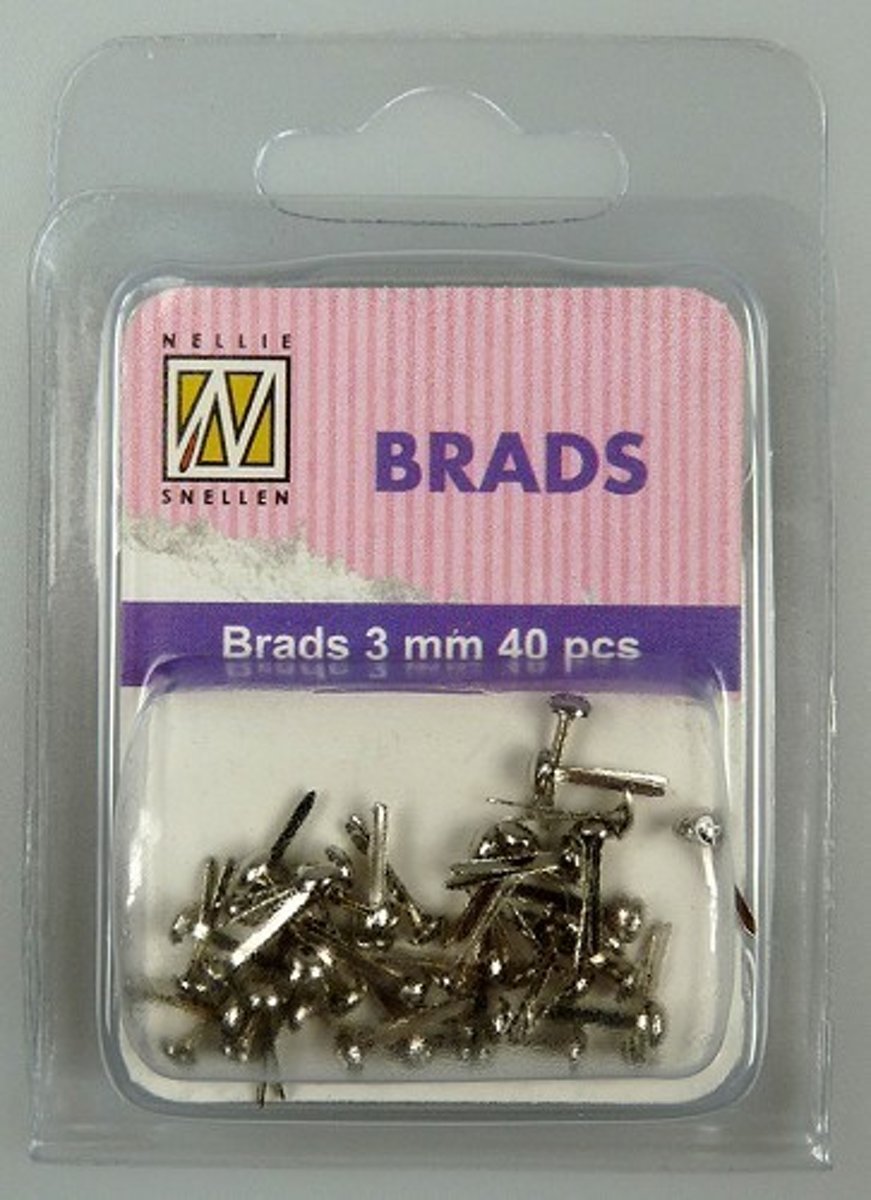 NELLIE
N
SNELLEN
BRADS
Brads 3 mm 40 pcs